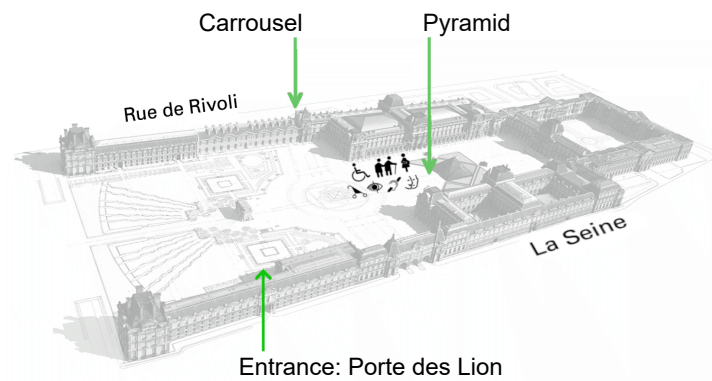 Carrousel
Pyramid
Rue de Rivoli
La Seine
Entrance: Porte des Lion